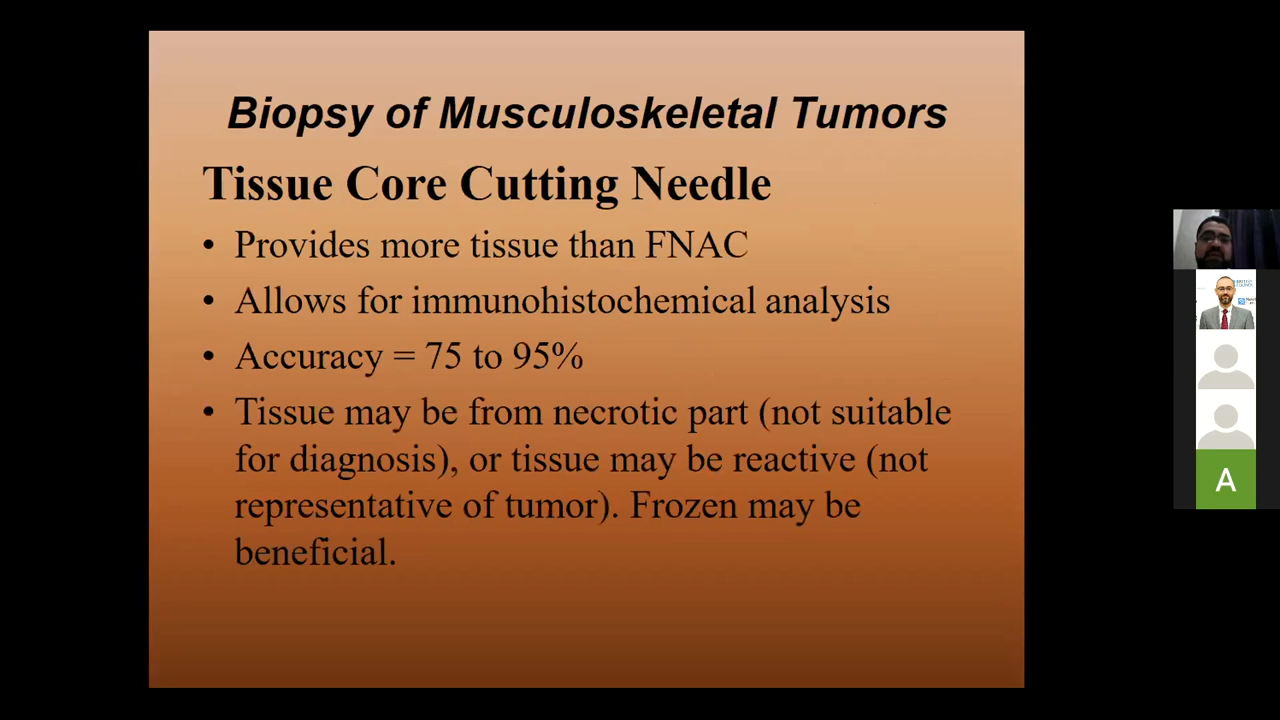 Biopsy of Musculoskeletal Tumors
Tissue Core Cutting Needle
• Provides more tissue than FNAC
• Allows for immunohistochemical analysis
• Accuracy = 75 to 95%
• Tissue may be from necrotic part (not suitable
for diagnosis), or tissue may be reactive (not
representative of tumor). Frozen may be
beneficial.
A